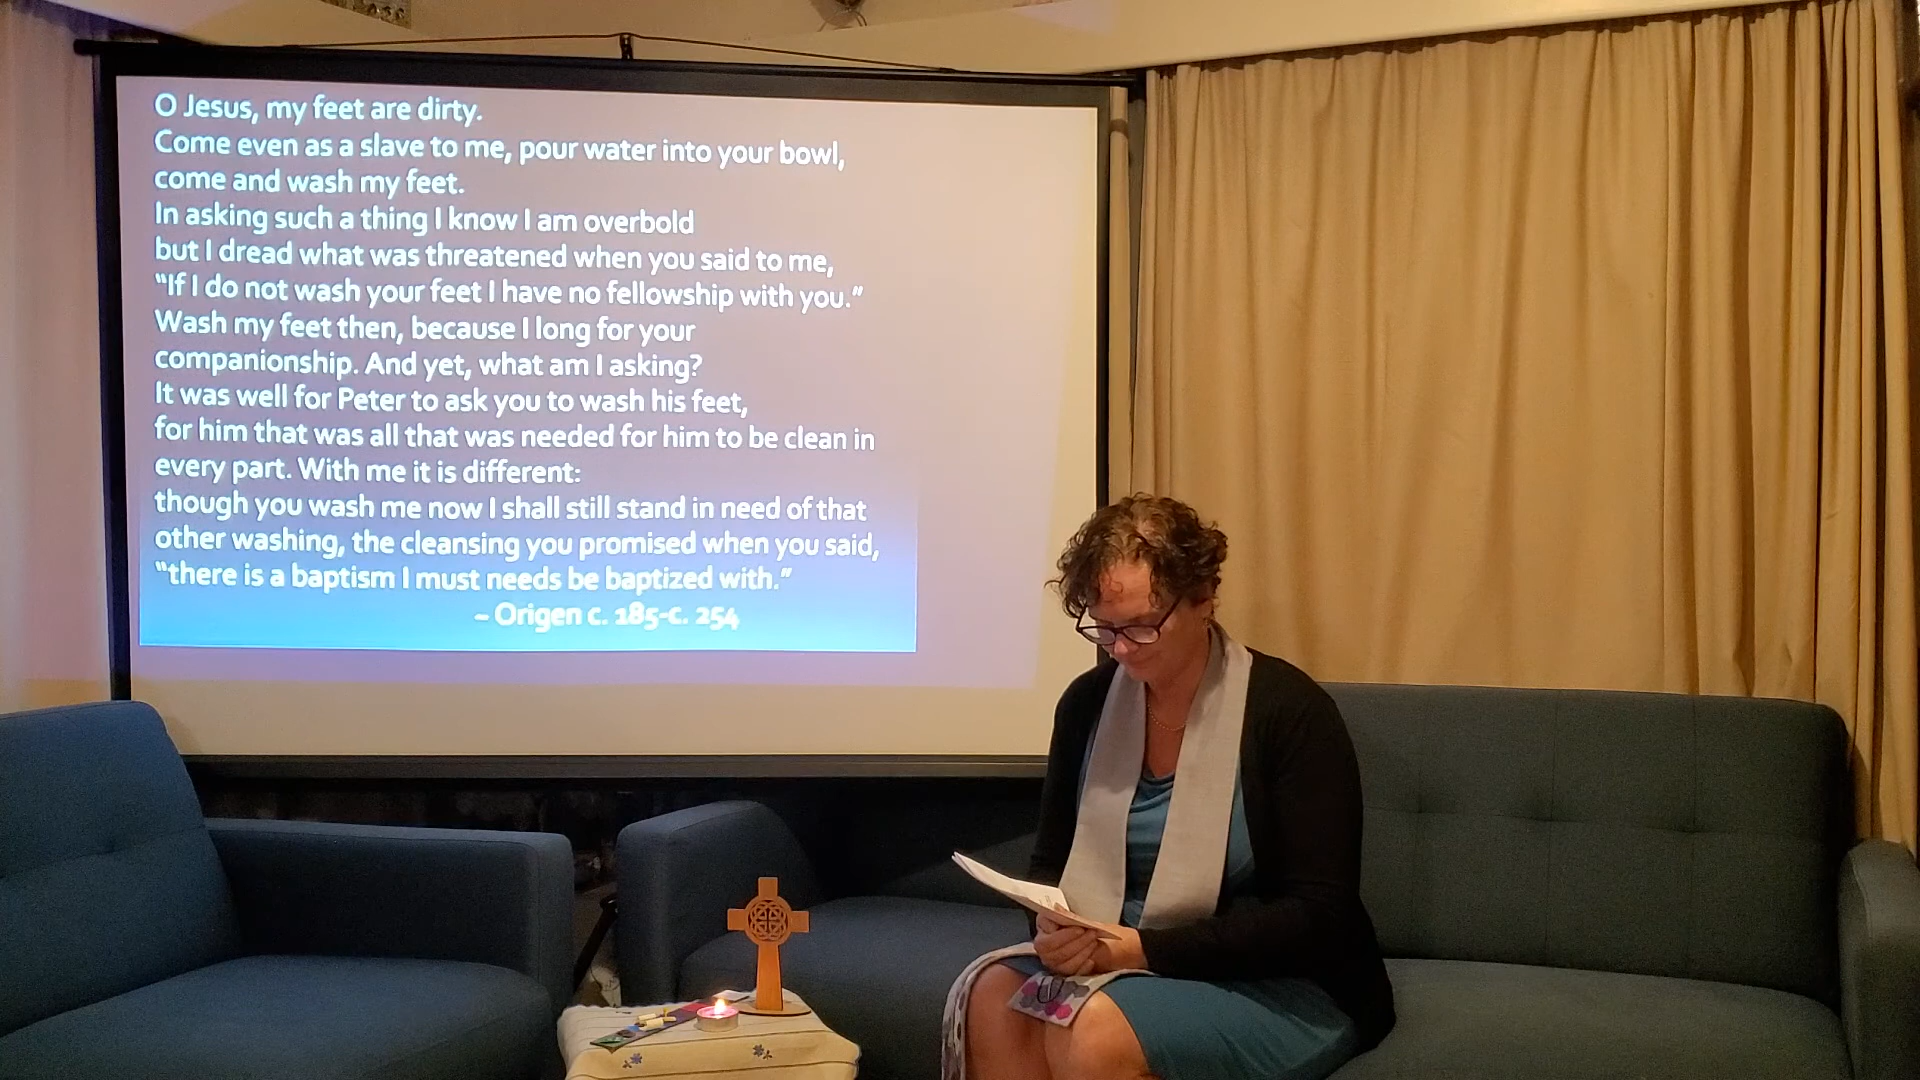 O Jesus, my feet are dirty.
Come even as a slave to me, pour water into your bowl,
come and wash my feet.
In asking such a thing I know I am overbold
but I dread what was threatened when you said to me,
“If I do not wash your feet I have no fellowship with you.”
Wash my feet then, because I long for your
companionship. And yet, what am I asking?
It was well for Peter to ask you to wash his feet,
for him that was all that was needed for him to be clean in
every part. With me it is different:
though you wash me now I shall still stand in need of that
other washing, the cleansing you promised when you said,
“there is a baptism I must needs be baptized with.”
– Origen c. 185-c. 254